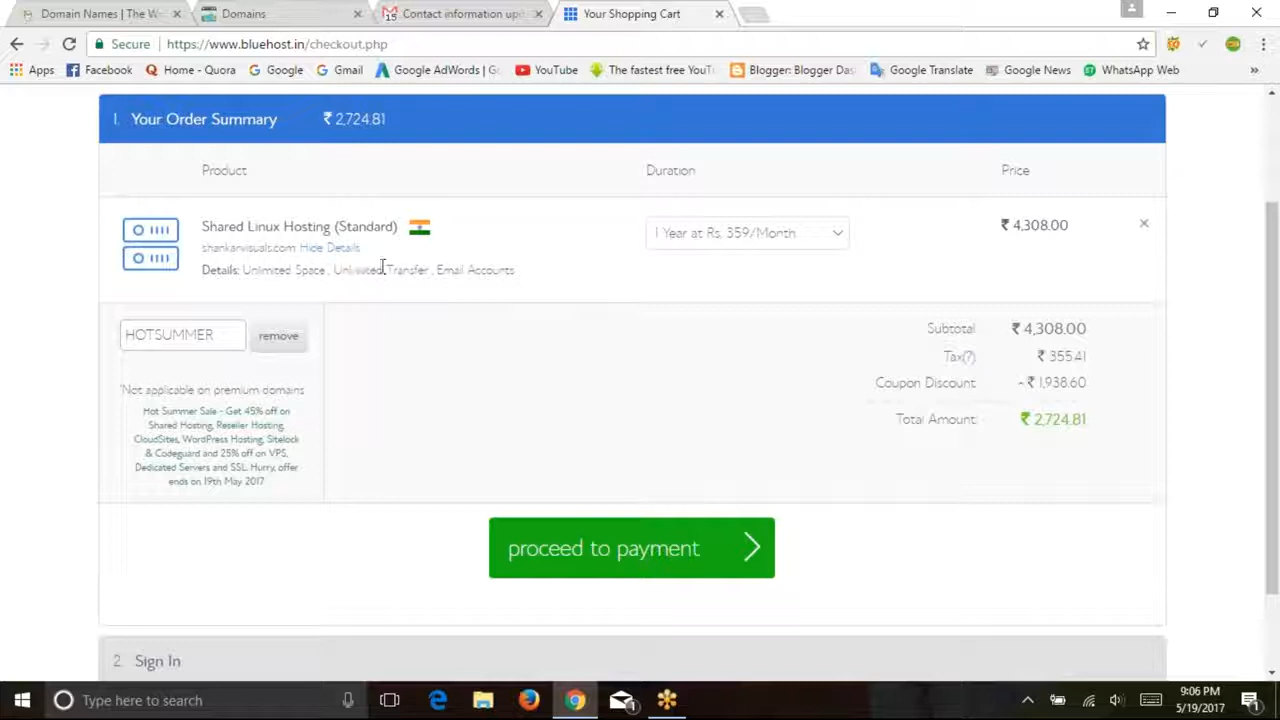 Domain Names | The W
Domains
Contact information up
Your Shopping Cart
Secure
https://www.bluehost.in/checkout.php
Apps
Facebook
Home - Quora
Google
Gmail
Google AdWords | G
YouTube
The fastest free YouT
Blogger: Blogger Das
Google Translate
Google News
WhatsApp Web
»
1. Your Order Summary ₹ 2,724.81
Product Duration Price
Shared Linux Hosting (Standard)
1 Year at Rs. 359/Month
₹ 4,308.00
shankarvisuals.com Hide Details
Details: Unlimited Space , Unlimited Transfer , Email Accounts
HOTSUMMER
remove
Subtotal ₹ 4,308.00
Tax(?) ₹ 355.41
Coupon Discount - ₹ 1,938.60
Total Amount ₹ 2,724.81
*Not applicable on premium domains
Hot Summer Sale - Get 45% off on
Shared Hosting, Reseller Hosting,
CloudSites, WordPress Hosting, Sitelock
& Codeguard and 25% off on VPS,
Dedicated Servers and SSL. Hurry, offer
ends on 19th May 2017
proceed to payment
2. Sign In
Type here to search
9:06 PM
5/19/2017